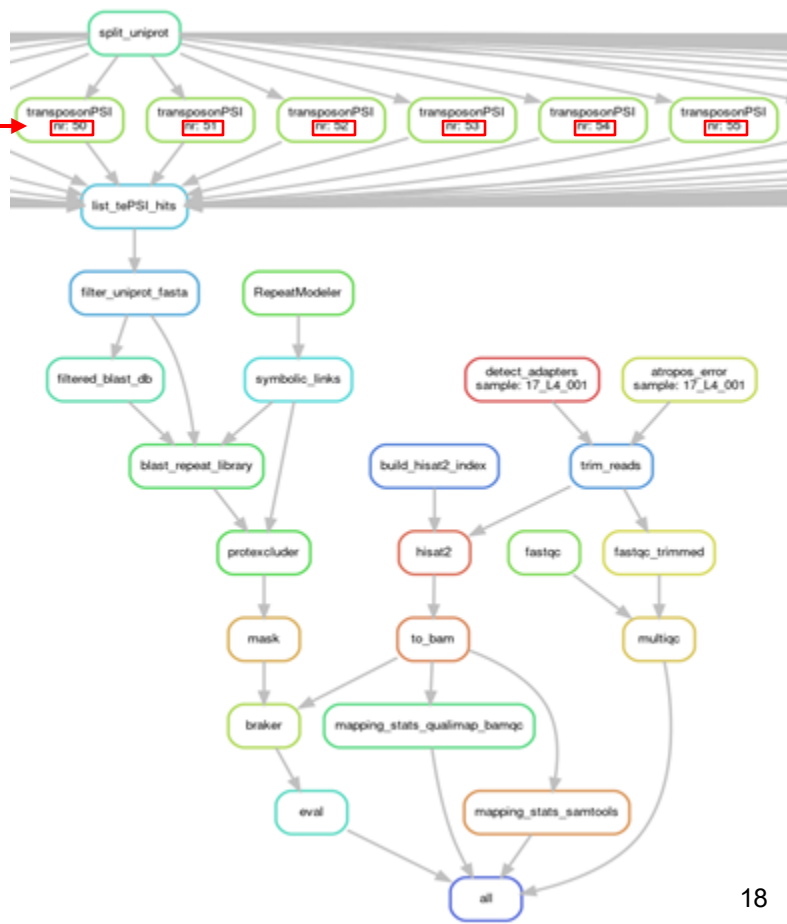 split_uniprot
transposonPSI
nr: 50
transposonPSI
nr: 51
transposonPSI
nr: 52
transposonPSI
nr: 53
transposonPSI
nr: 54
transposonPSI
nr: 55
list_tePSI_hits
filter_uniprot_fasta
RepeatModeler
filtered_blast_db
symbolic_links
detect_adapters
sample: 17_L4_001
atropos_error
sample: 17_L4_001
blast_repeat_library
build_hisat2_index
trim_reads
protexcluder
hisat2
fastqc
fastqc_trimmed
mask
to_bam
multiqc
braker
mapping_stats_qualimap_bamqc
eval
mapping_stats_samtools
all
18